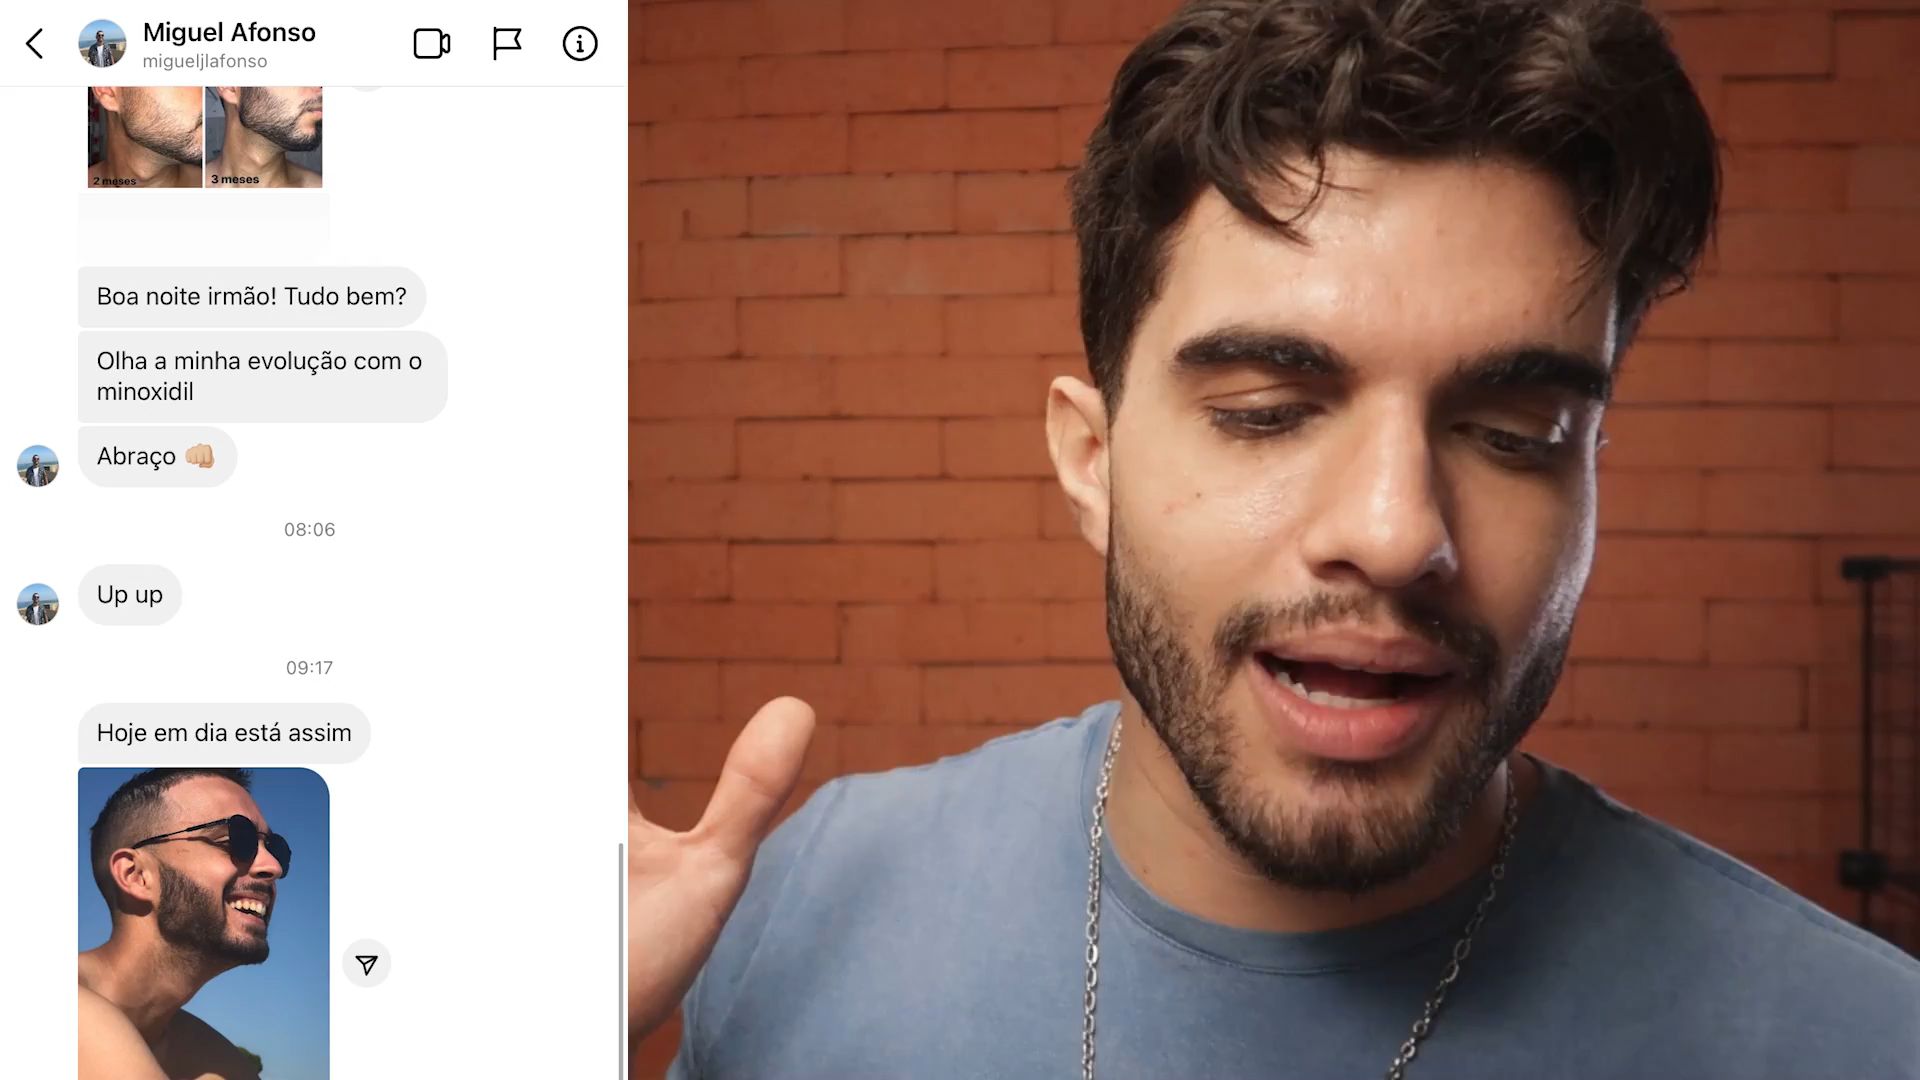 Miguel Afonso
migueljlafonso
2 meses
3 meses
Boa noite irmão! Tudo bem?
Olha a minha evolução com o
minoxidil
Abraço 👊🏼
08:06
Up up
09:17
Hoje em dia está assim